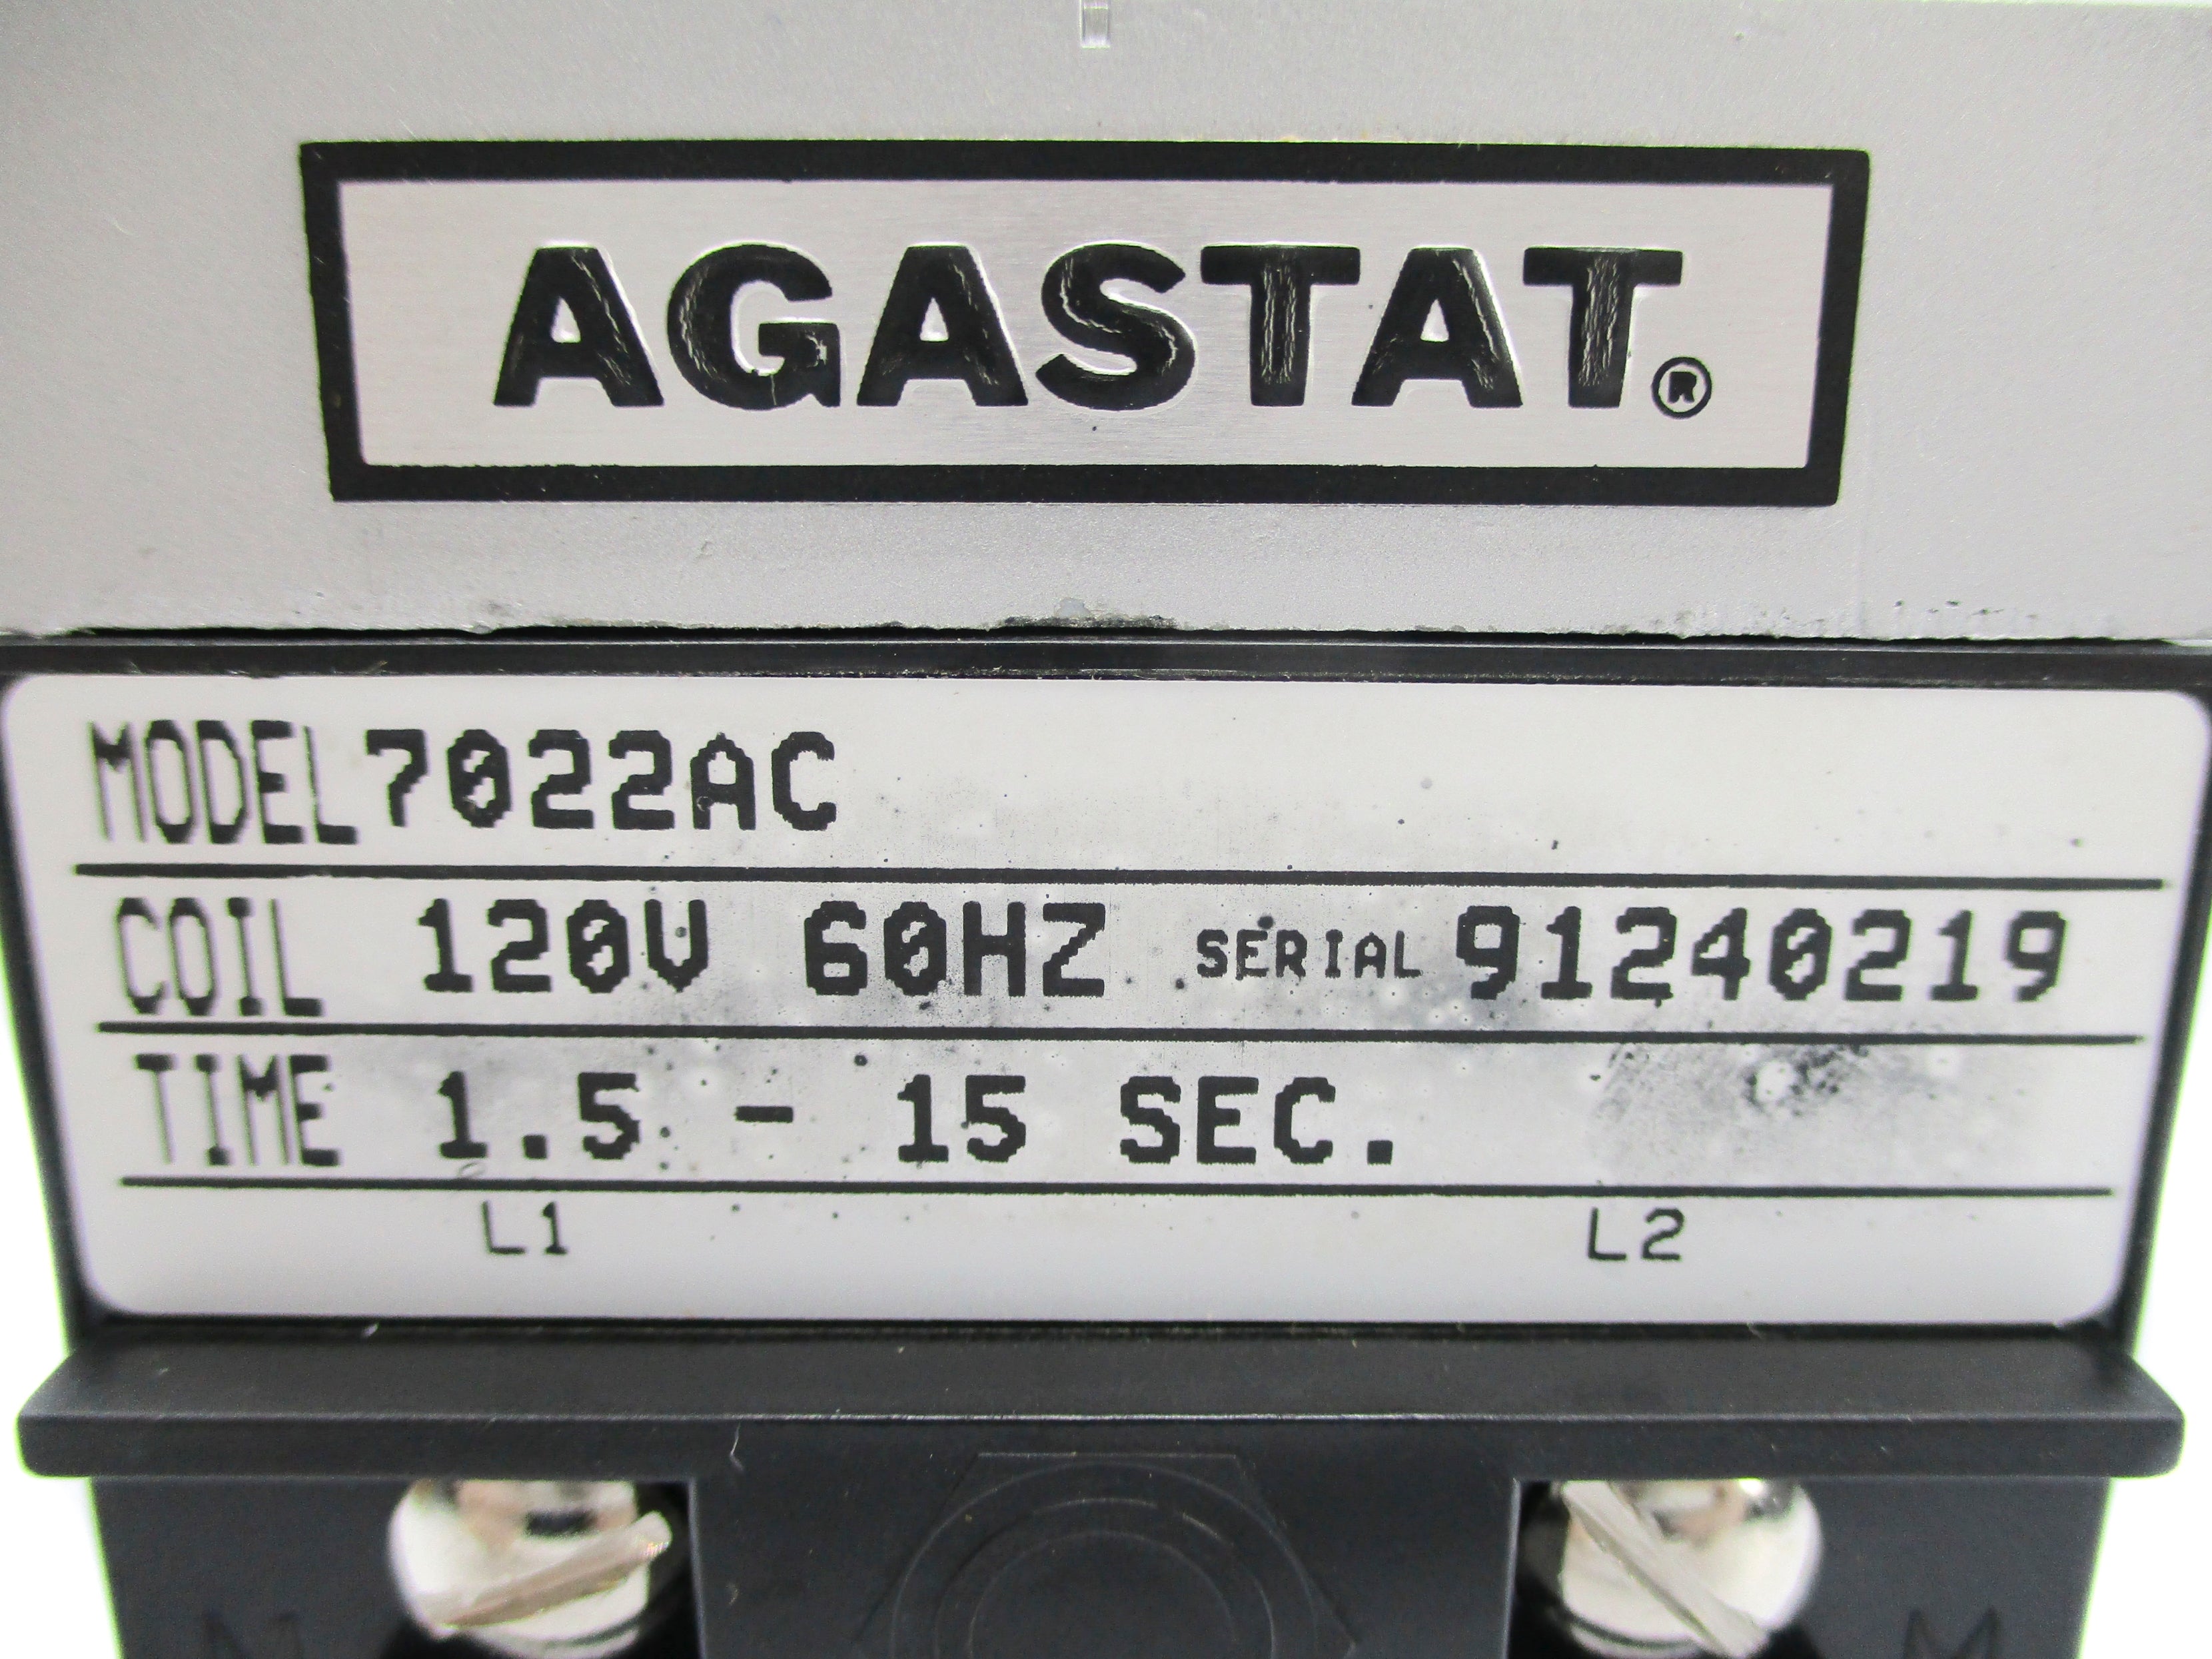 AGASTAT®
MODEL 7022AC
COIL 120V 60HZ SERIAL 91240219
TIME 1.5 - 15 SEC.
L1 L2
M M